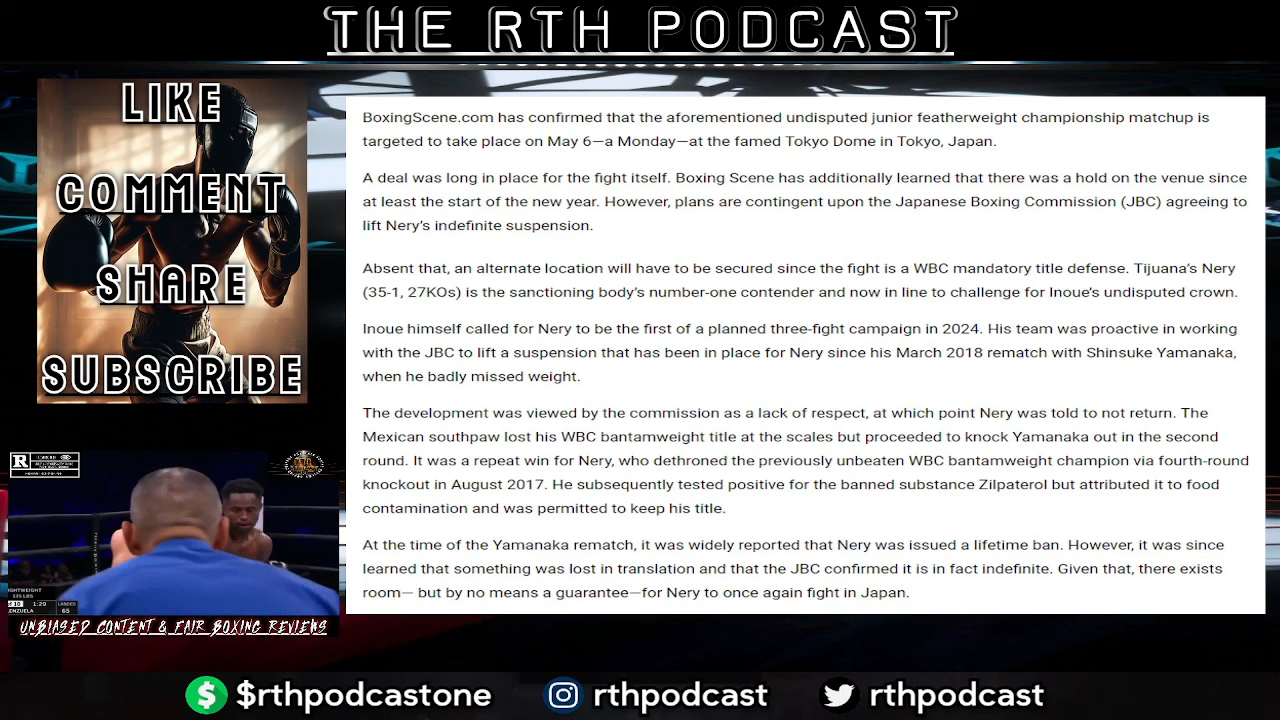 THE RTH PODCAST
LIKE
COMMENT
SHARE
SUBSCRIBE
BoxingScene.com has confirmed that the aforementioned undisputed junior featherweight championship matchup is
targeted to take place on May 6—a Monday—at the famed Tokyo Dome in Tokyo, Japan.
A deal was long in place for the fight itself. Boxing Scene has additionally learned that there was a hold on the venue since
at least the start of the new year. However, plans are contingent upon the Japanese Boxing Commission (JBC) agreeing to
lift Nery's indefinite suspension.
Absent that, an alternate location will have to be secured since the fight is a WBC mandatory title defense. Tijuana's Nery
(35-1, 27KOs) is the sanctioning body's number-one contender and now in line to challenge for Inoue's undisputed crown.
Inoue himself called for Nery to be the first of a planned three-fight campaign in 2024. His team was proactive in working
with the JBC to lift a suspension that has been in place for Nery since his March 2018 rematch with Shinsuke Yamanaka,
when he badly missed weight.
The development was viewed by the commission as a lack of respect, at which point Nery was told to not return. The
Mexican southpaw lost his WBC bantamweight title at the scales but proceeded to knock Yamanaka out in the second
round. It was a repeat win for Nery, who dethroned the previously unbeaten WBC bantamweight champion via fourth-round
knockout in August 2017. He subsequently tested positive for the banned substance Zilpaterol but attributed it to food
contamination and was permitted to keep his title.
At the time of the Yamanaka rematch, it was widely reported that Nery was issued a lifetime ban. However, it was since
learned that something was lost in translation and that the JBC confirmed it is in fact indefinite. Given that, there exists
room— but by no means a guarantee—for Nery to once again fight in Japan.
R
135 LBS
1:29
LANDED
65
UNBIASED CONTENT & FAIR BOXING REVIEWS
$ $rthpodcastone
rthpodcast
rthpodcast